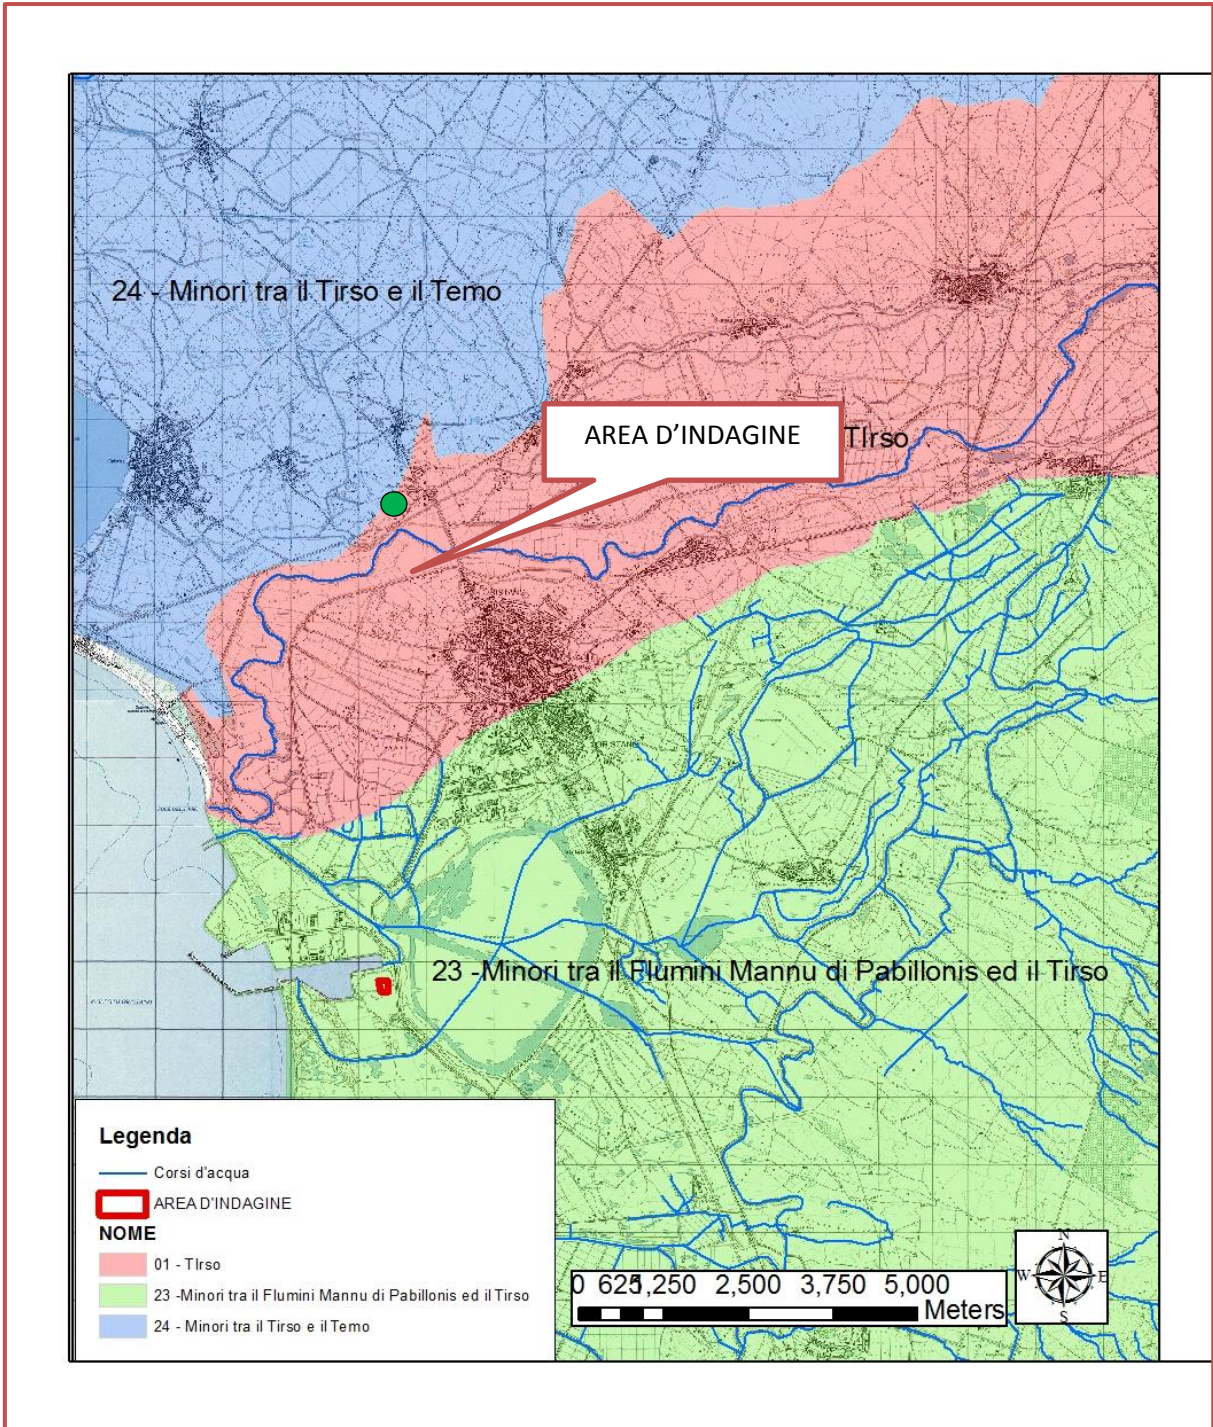 24 - Minori tra il Tirso e il Temo
AREA D'INDAGINE
TIrso
23 -Minori tra il Flumini Mannu di Pabillonis ed il Tirso
Legenda
Corsi d'acqua
AREA D'INDAGINE
NOME
01 - TIrso
23 -Minori tra il Flumini Mannu di Pabillonis ed il Tirso
24 - Minori tra il Tirso e il Temo
0 625 1,250 2,500 3,750 5,000
Meters
N
W E
S